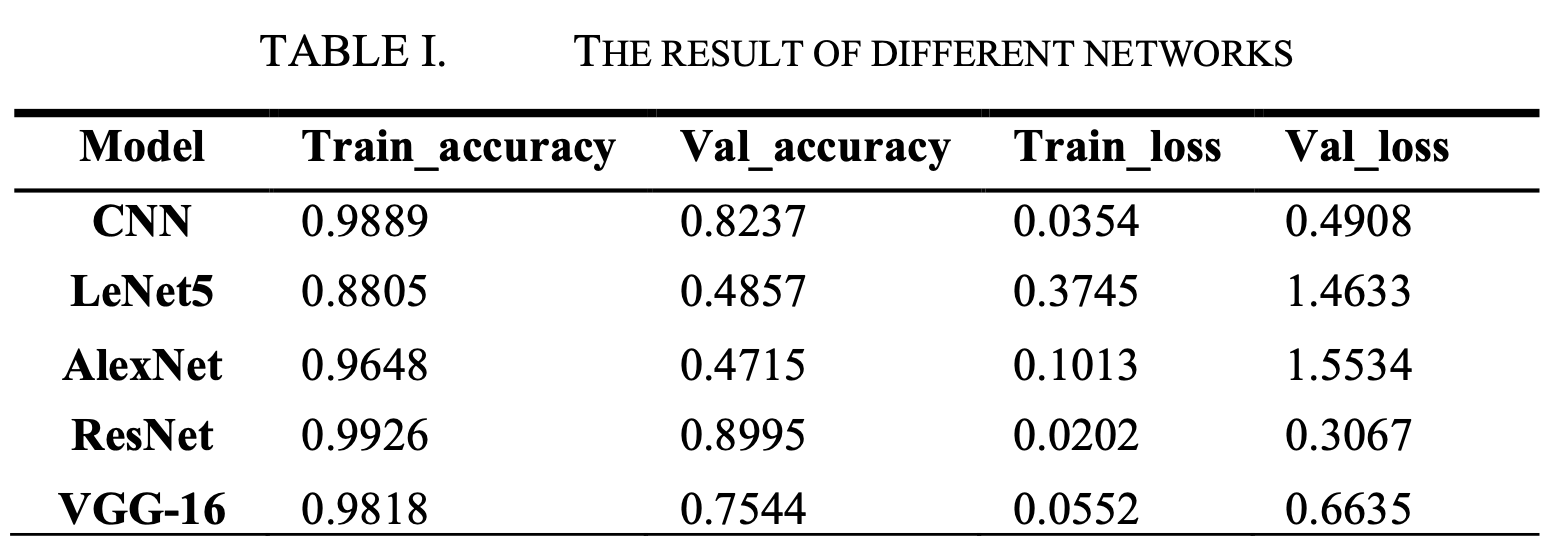 TABLE I. THE RESULT OF DIFFERENT NETWORKS
Model Train_accuracy Val_accuracy Train_loss Val_loss
CNN 0.9889 0.8237 0.0354 0.4908
LeNet5 0.8805 0.4857 0.3745 1.4633
AlexNet 0.9648 0.4715 0.1013 1.5534
ResNet 0.9926 0.8995 0.0202 0.3067
VGG-16 0.9818 0.7544 0.0552 0.6635